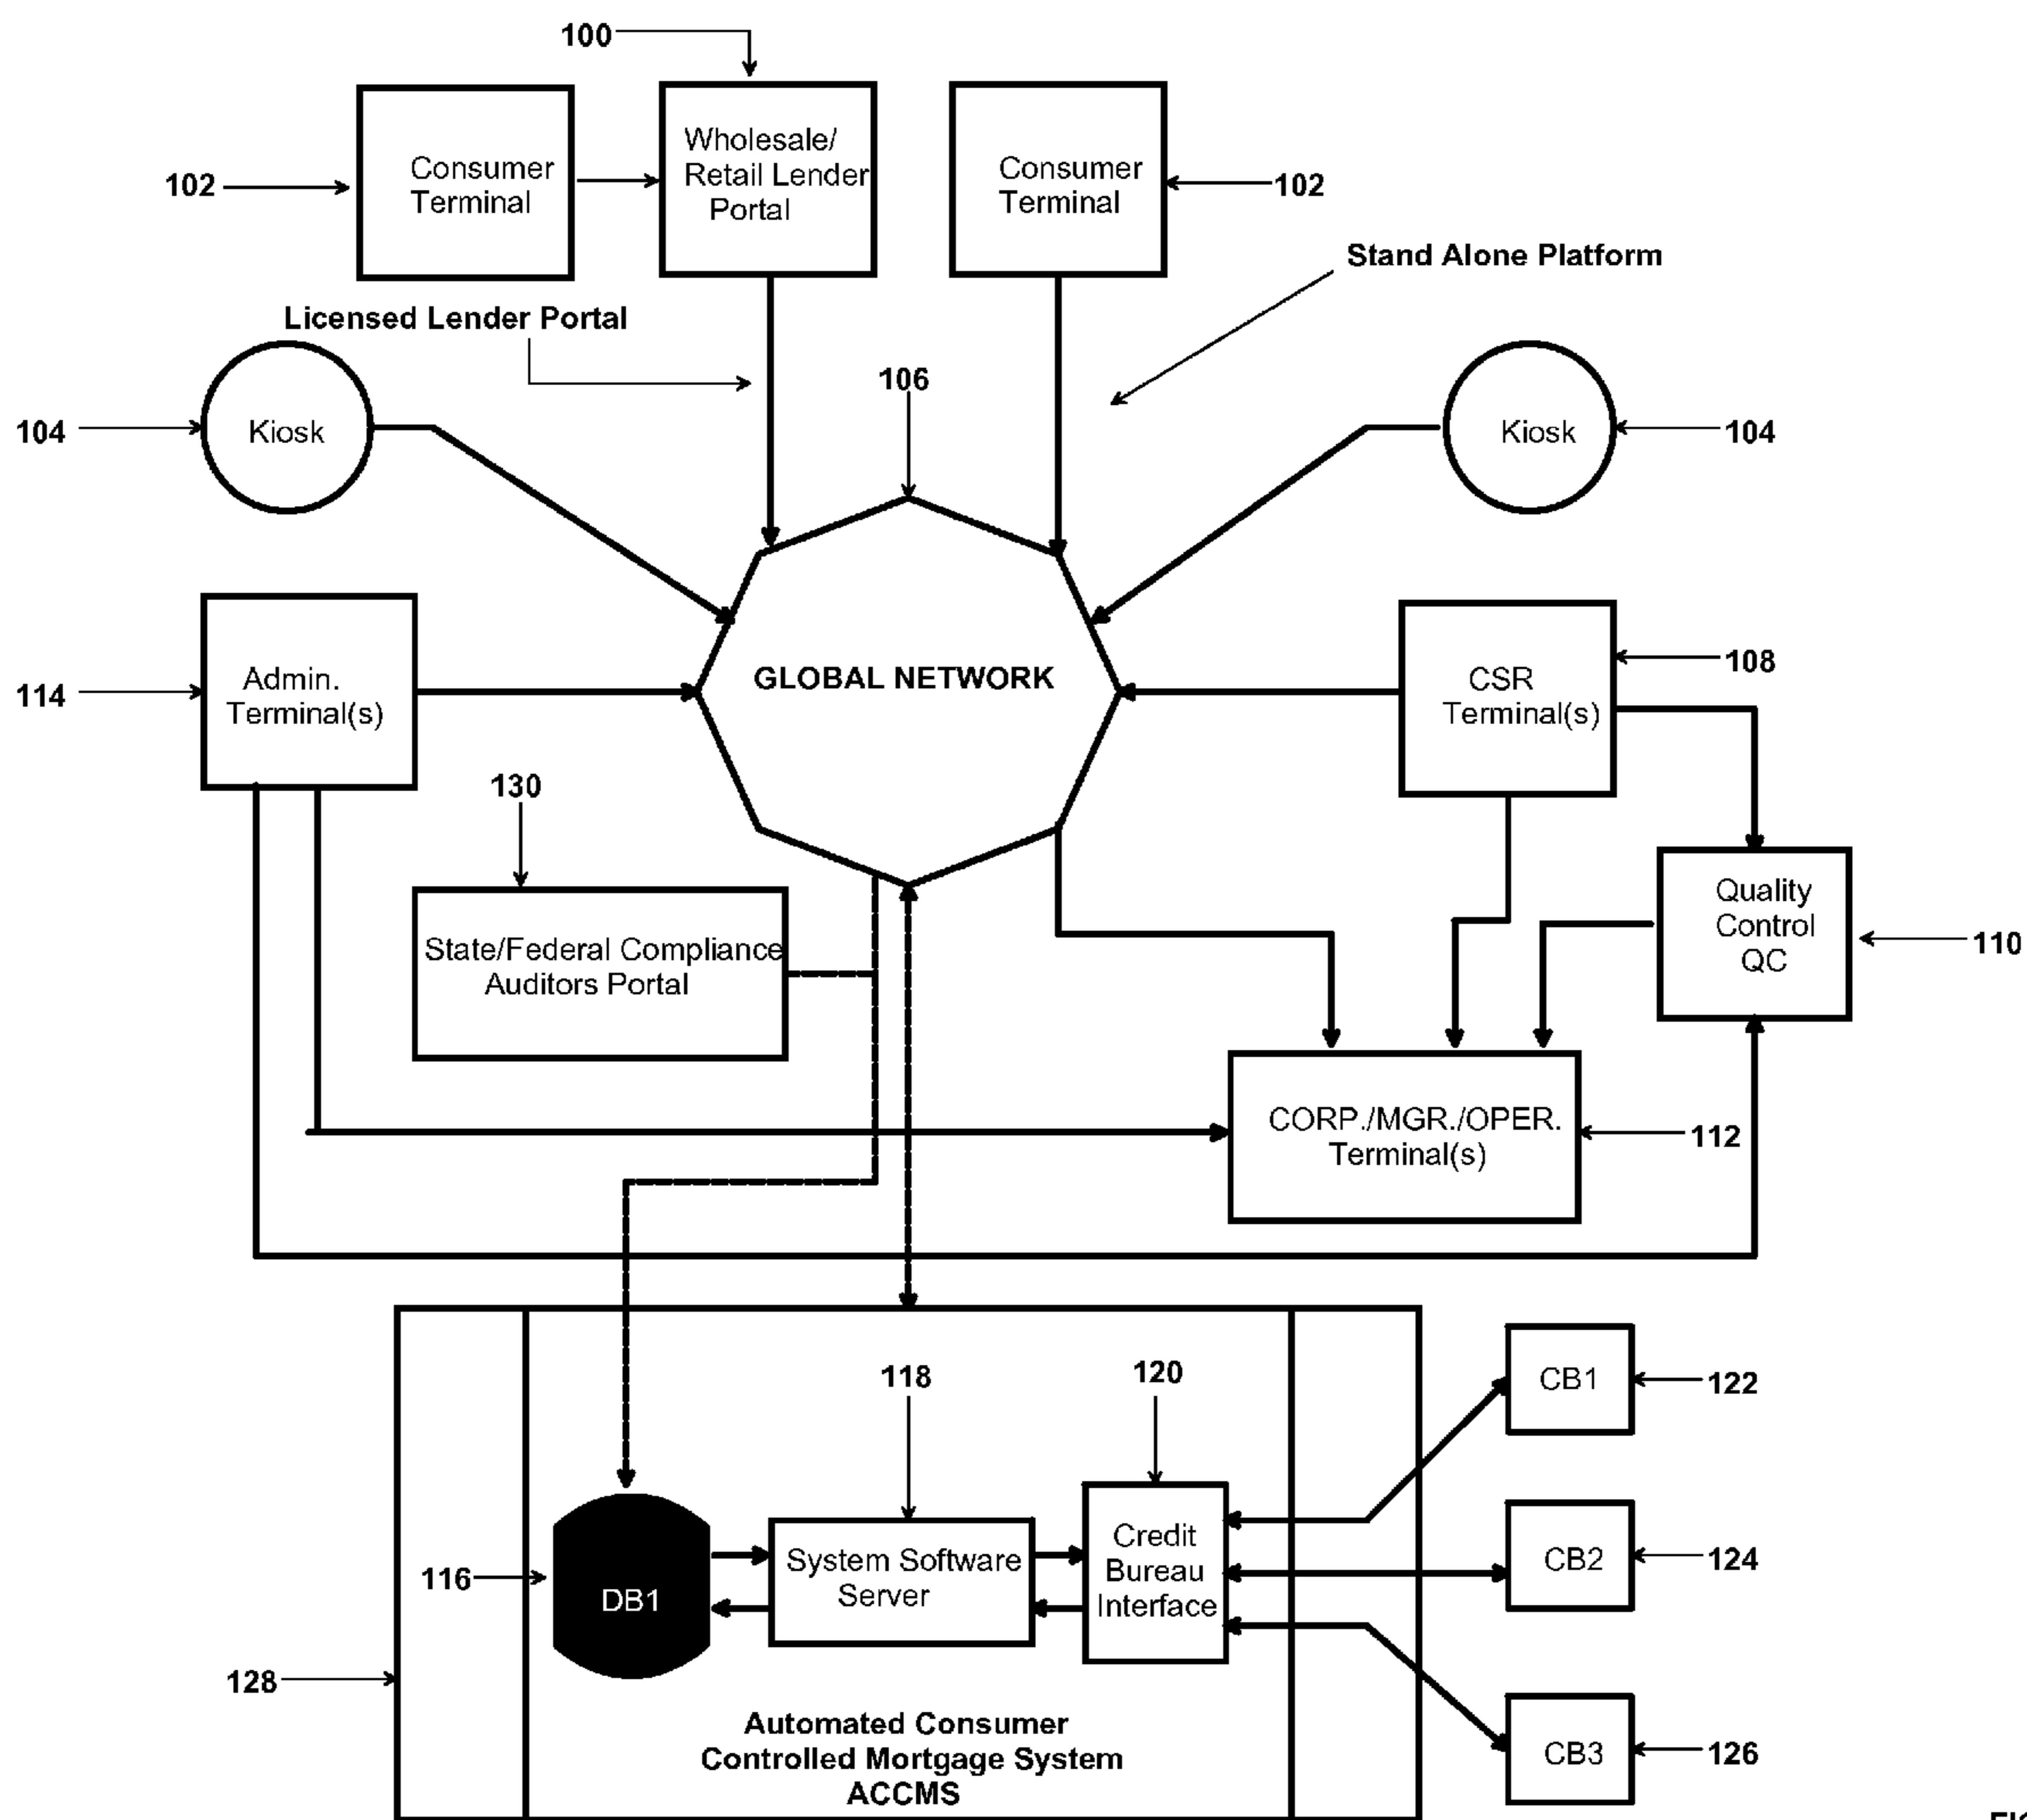 100
Consumer
Terminal
Wholesale/
Retail Lender
Portal
Consumer
Terminal
102
102
Stand Alone Platform
Licensed Lender Portal
106
104
Kiosk
Kiosk
104
114
Admin.
Terminal(s)
GLOBAL NETWORK
CSR
Terminal(s)
108
130
State/Federal Compliance
Auditors Portal
Quality
Control
QC
110
CORP./MGR./OPER.
Terminal(s)
112
118
120
CB1
122
116
DB1
System Software
Server
Credit
Bureau
Interface
CB2
124
128
Automated Consumer
Controlled Mortgage System
ACCMS
CB3
126